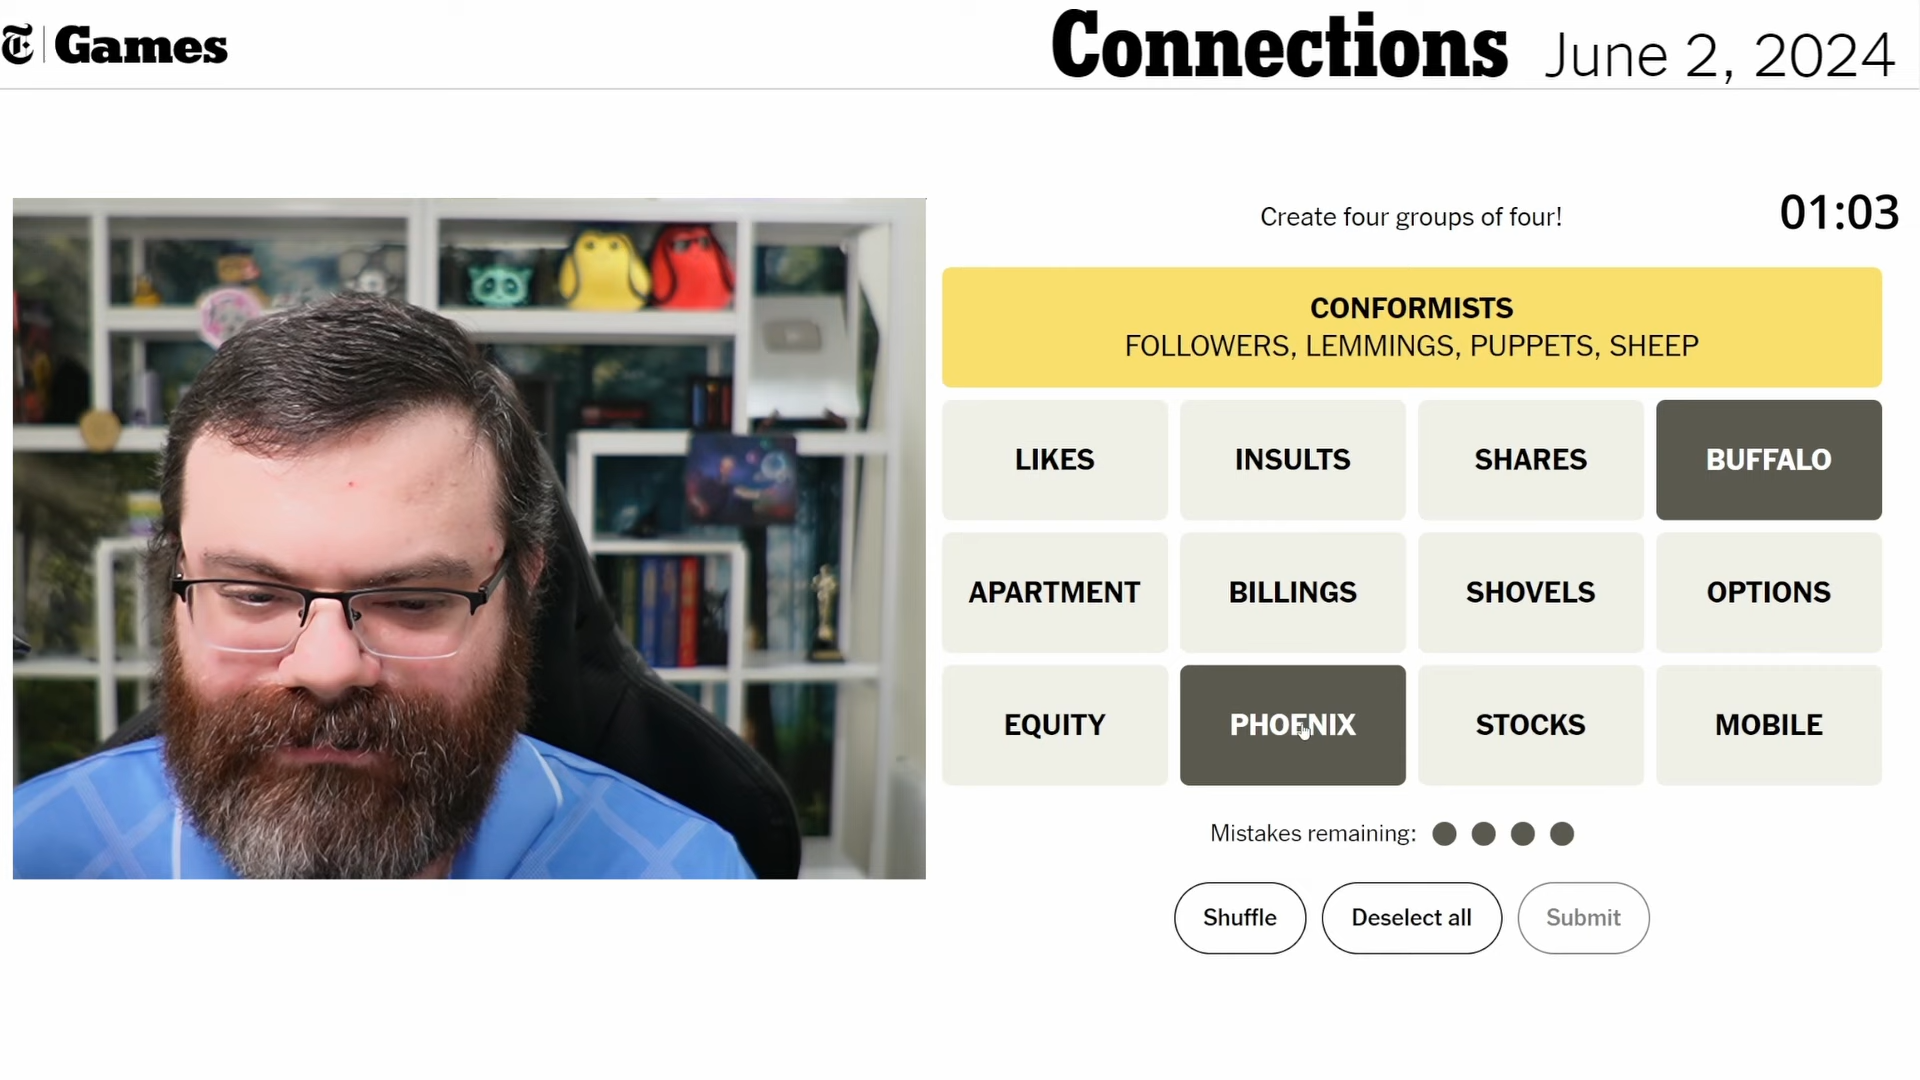 T Games
Connections June 2, 2024
Create four groups of four!
01:03
CONFORMISTS
FOLLOWERS, LEMMINGS, PUPPETS, SHEEP
LIKES INSULTS SHARES BUFFALO
APARTMENT BILLINGS SHOVELS OPTIONS
EQUITY PHOENIX STOCKS MOBILE
Mistakes remaining:
Shuffle Deselect all Submit